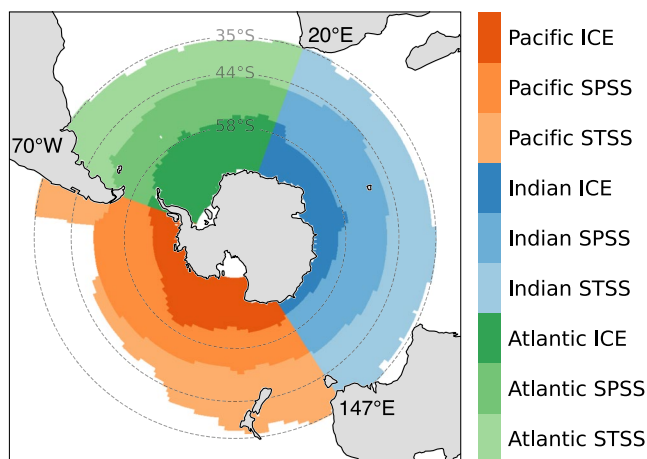 35°S
20°E
44°S
58°S
70°W
147°E
Pacific ICE
Pacific SPSS
Pacific STSS
Indian ICE
Indian SPSS
Indian STSS
Atlantic ICE
Atlantic SPSS
Atlantic STSS